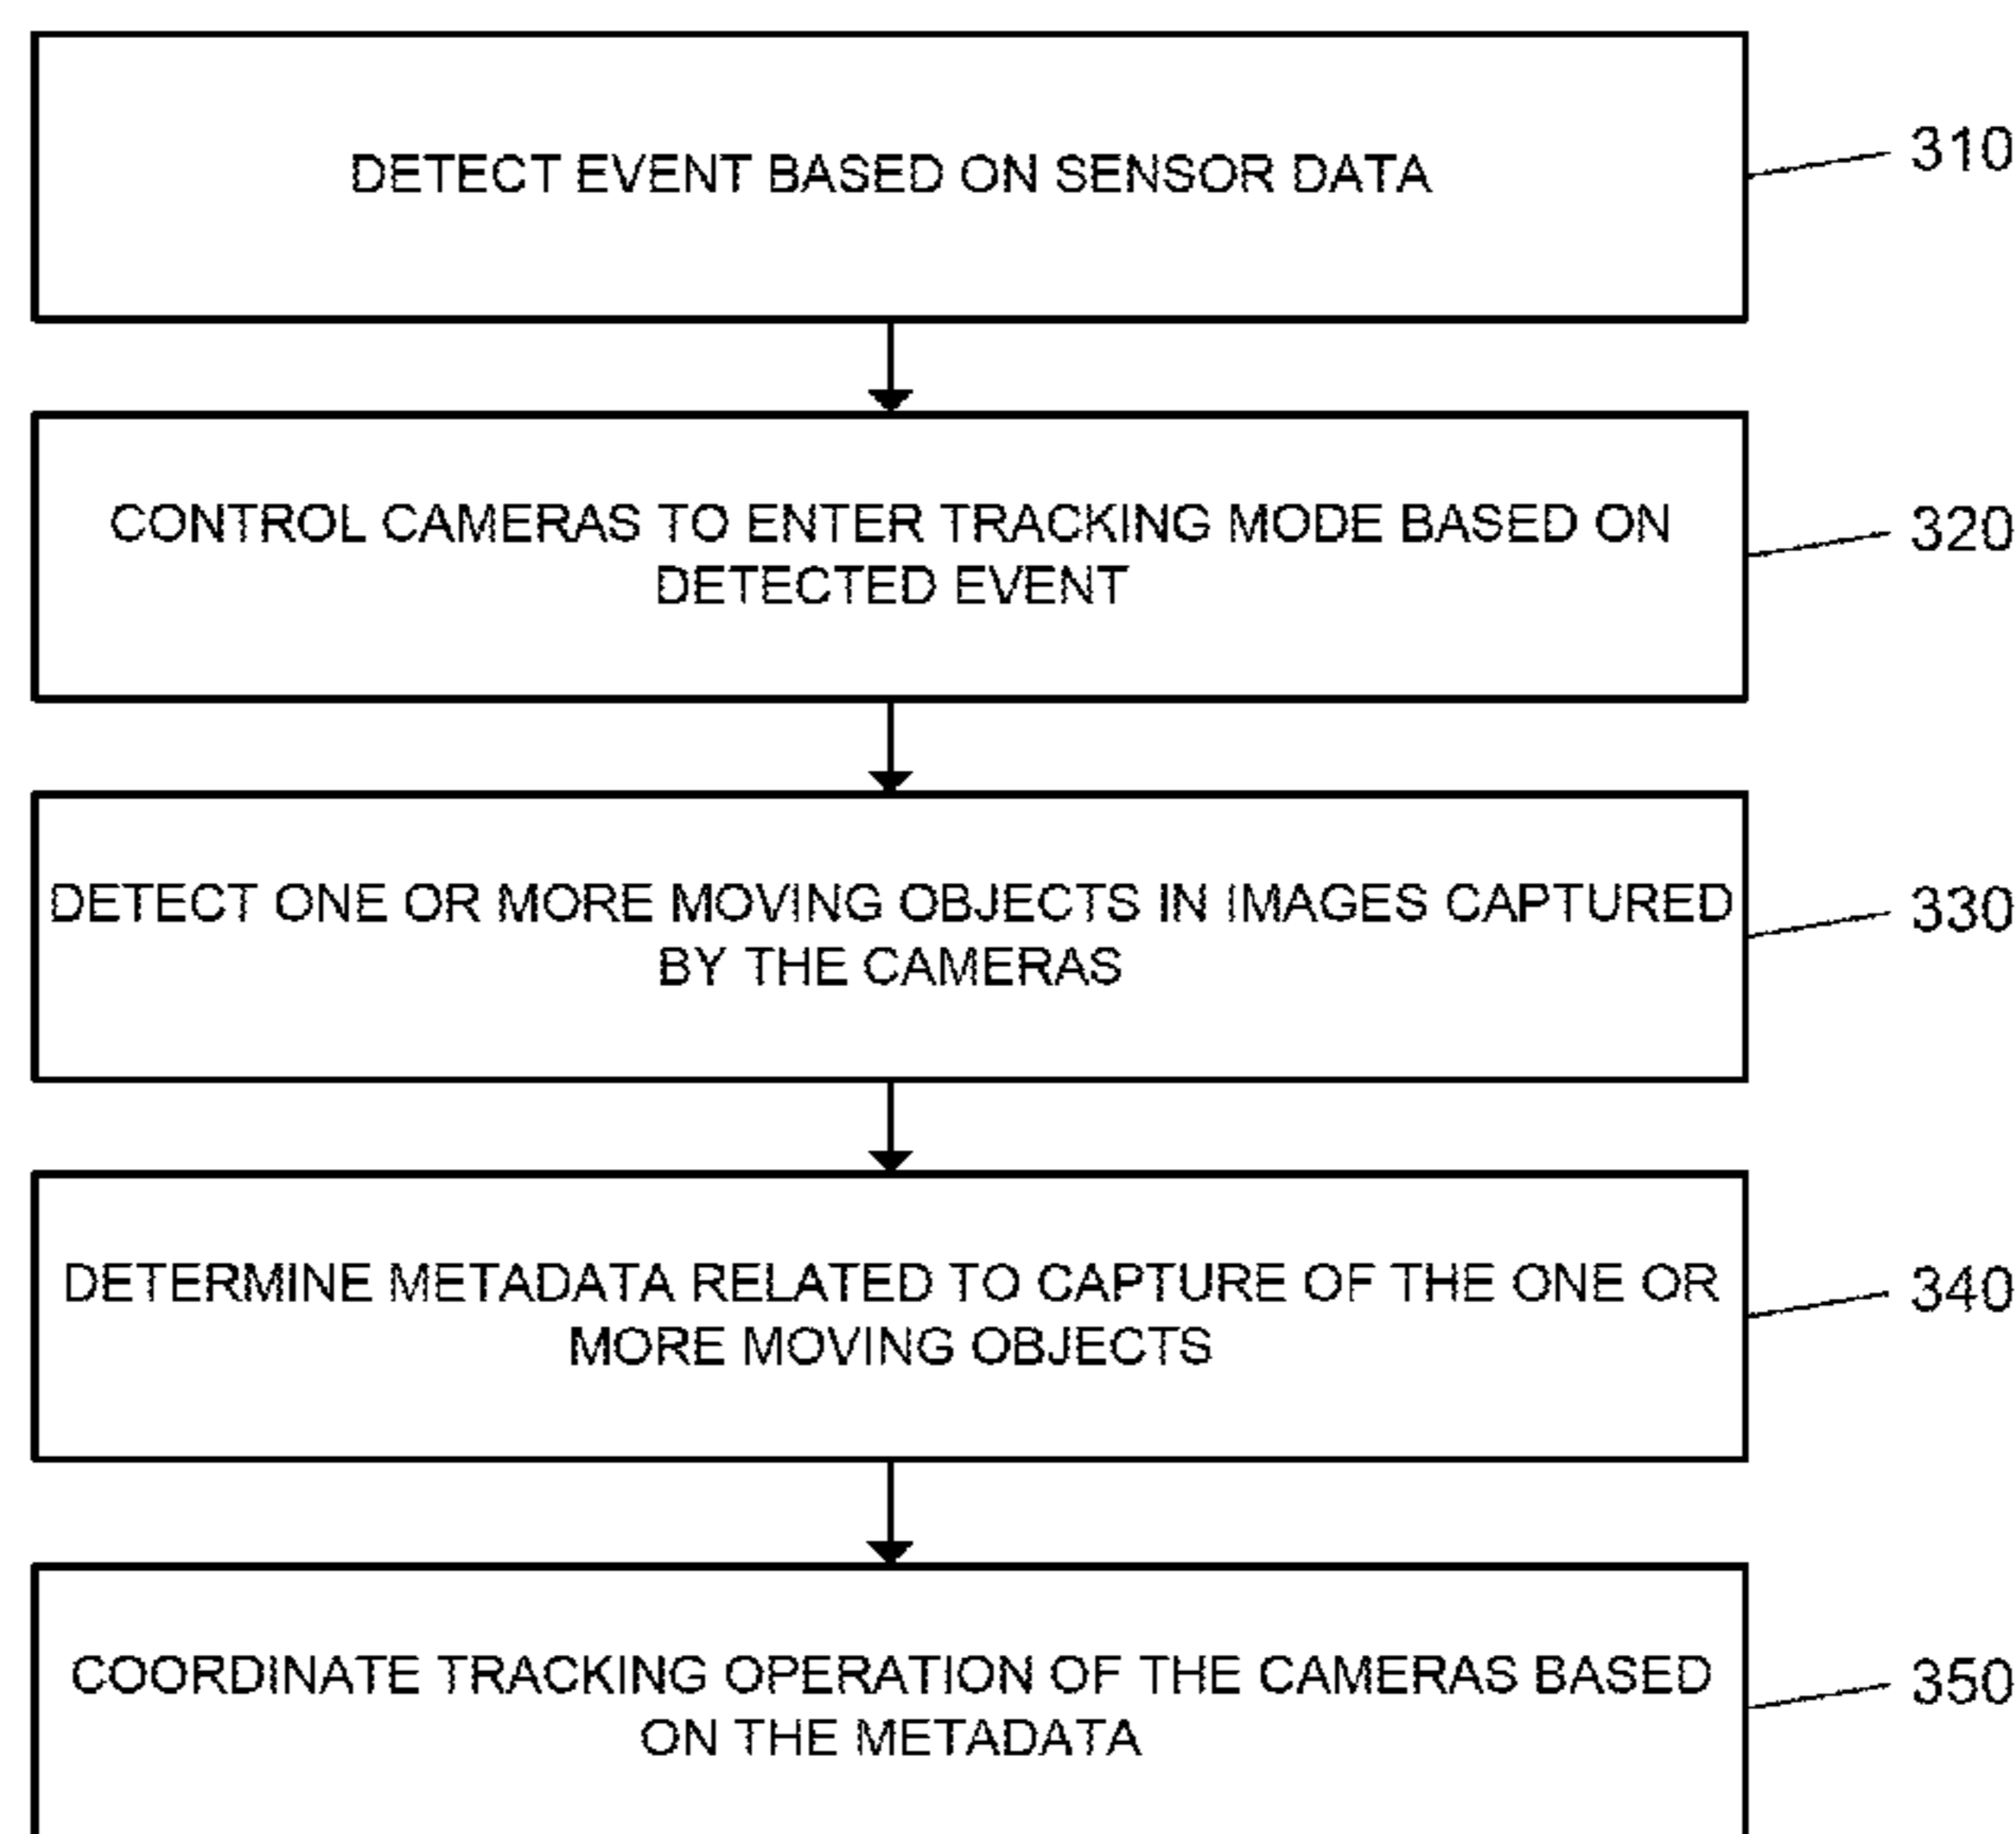 DETECT EVENT BASED ON SENSOR DATA
310
CONTROL CAMERAS TO ENTER TRACKING MODE BASED ON
DETECTED EVENT
320
DETECT ONE OR MORE MOVING OBJECTS IN IMAGES CAPTURED
BY THE CAMERAS
330
DETERMINE METADATA RELATED TO CAPTURE OF THE ONE OR
MORE MOVING OBJECTS
340
COORDINATE TRACKING OPERATION OF THE CAMERAS BASED
ON THE METADATA
350